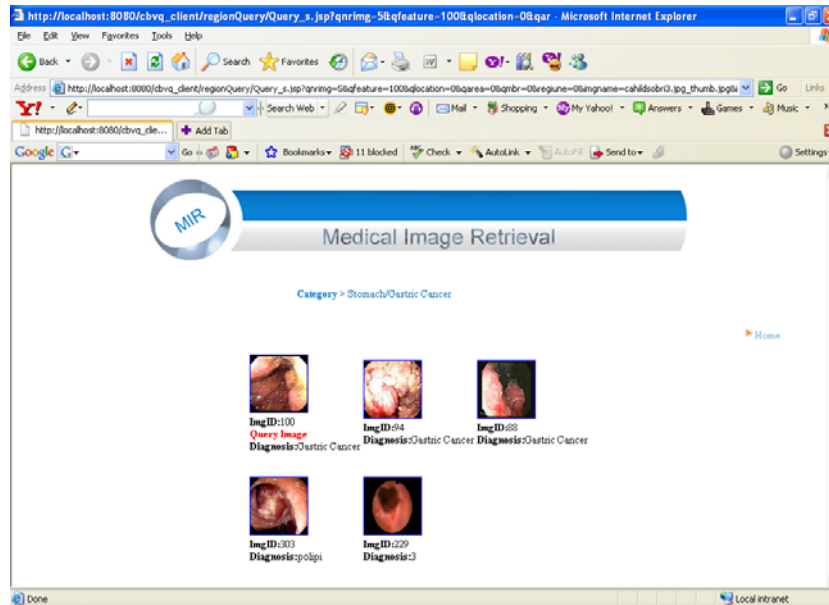 http://localhost:8080/cbvq_client/regionQuery/Query_s.jsp?qnrimg=5&qfeature=100&qlocation=0&qar - Microsoft Internet Explorer
File Edit View Favorites Tools Help
Back Search Favorites
Address http://localhost:8080/cbvq_client/regionQuery/Query_s.jsp?qnrimg=5&qfeature=100&qlocation=0&qarea=0&qmbr=0&regiune=0&imgname=cahildsobri3.jpg_thumb.jpg& Go Links
Y! Search Web Mail Shopping My Yahoo! Answers Games Music
http://localhost:8080/cbvq_clie... Add Tab
Google G Go Bookmarks 11 blocked ABC Check AutoLink AutoFill Send to Settings
MIR
Medical Image Retrieval
Category > Stomach/Gastric Cancer
Home
ImgID:100
Query Image
Diagnosis:Gastric Cancer
ImgID:94
Diagnosis:Gastric Cancer
ImgID:88
Diagnosis:Gastric Cancer
ImgID:303
Diagnosis:polipi
ImgID:229
Diagnosis:3
Done Local intranet